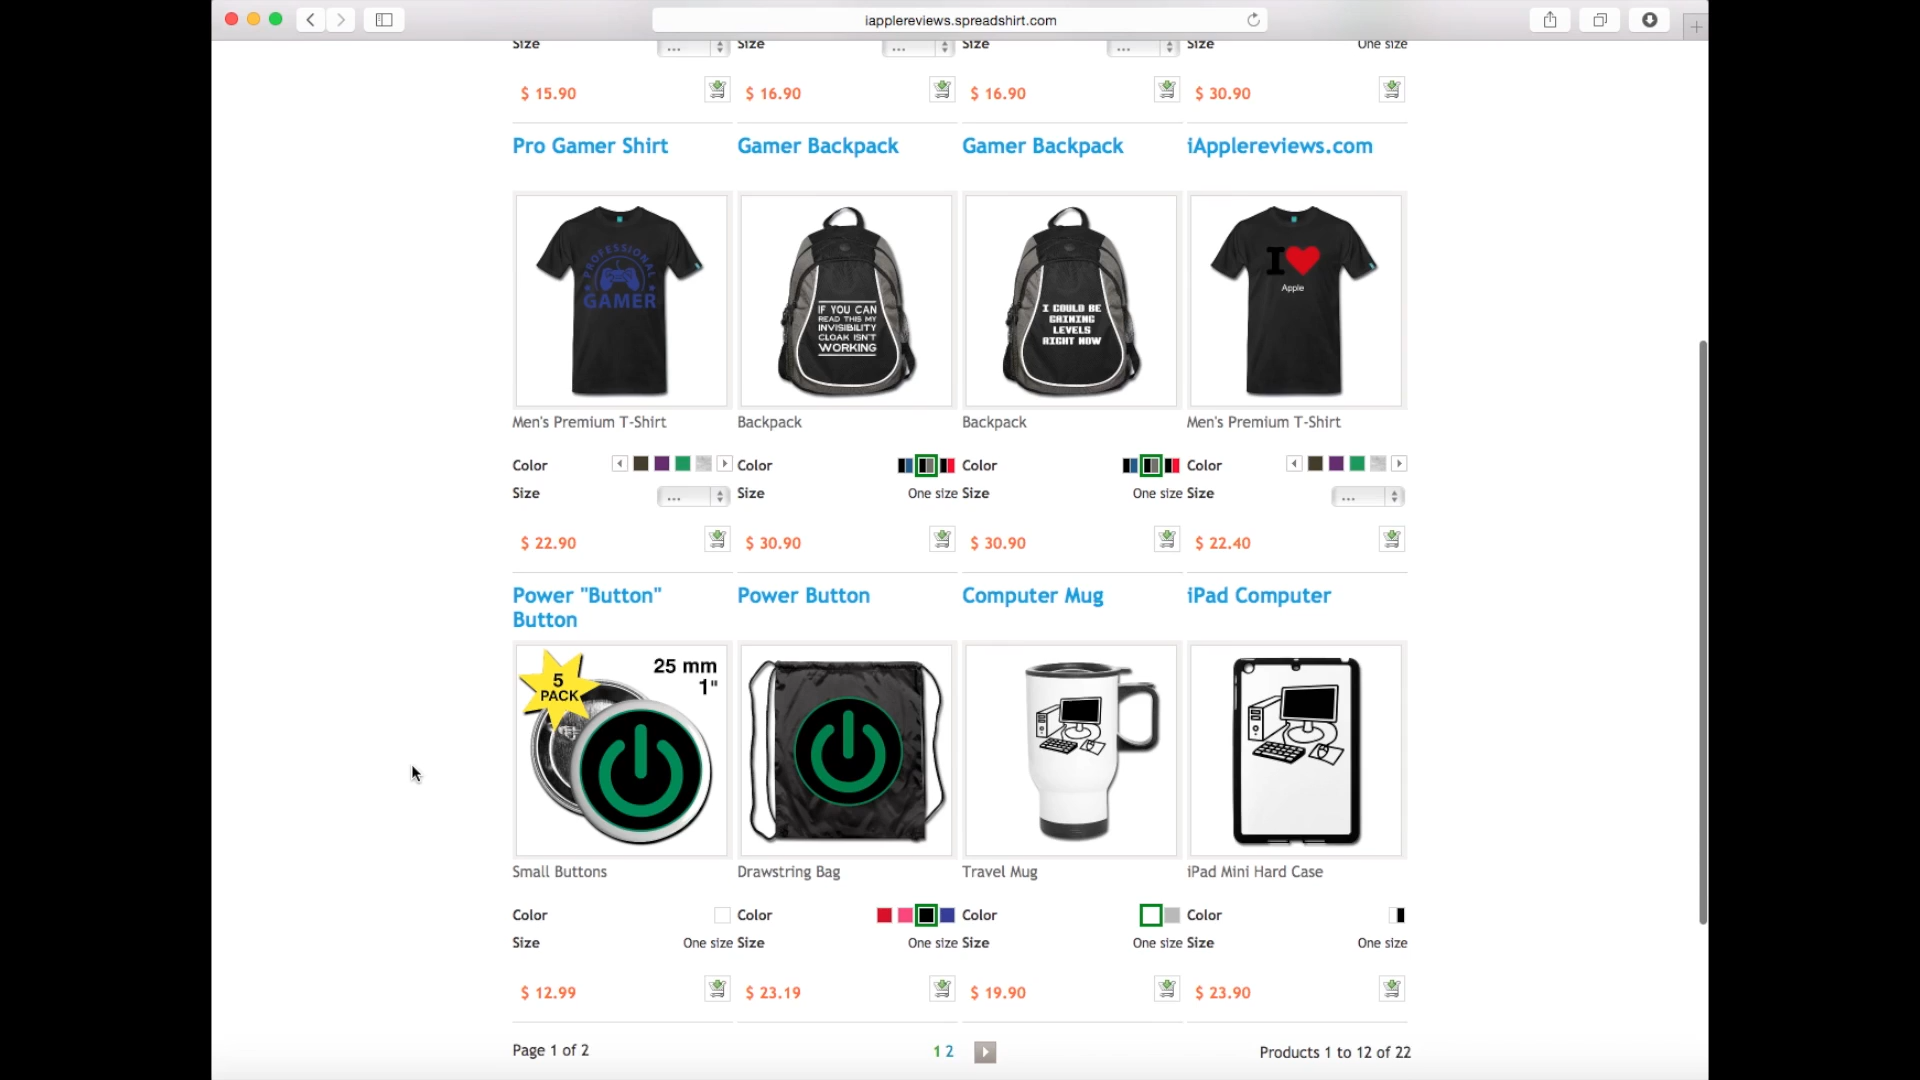 iapplereviews.spreadshirt.com
Size ... Size ... Size ... Size One size
$ 15.90 $ 16.90 $ 16.90 $ 30.90
Pro Gamer Shirt Gamer Backpack Gamer Backpack iApplereviews.com
PROFESSIONAL
GAMER
IF YOU CAN
READ THIS MY
INVISIBILITY
CLOAK ISN'T
WORKING
I COULD BE
GAINING
LEVELS
RIGHT NOW
I
Apple
Men's Premium T-Shirt Backpack Backpack Men's Premium T-Shirt
Color Color Color Color
Size ... Size One size Size One size Size ...
$ 22.90 $ 30.90 $ 30.90 $ 22.40
Power "Button" Power Button Computer Mug iPad Computer
Button
5
PACK
25 mm
1"
Small Buttons Drawstring Bag Travel Mug iPad Mini Hard Case
Color Color Color Color
Size One size Size One size Size One size Size One size
$ 12.99 $ 23.19 $ 19.90 $ 23.90
Page 1 of 2 1 2 Products 1 to 12 of 22